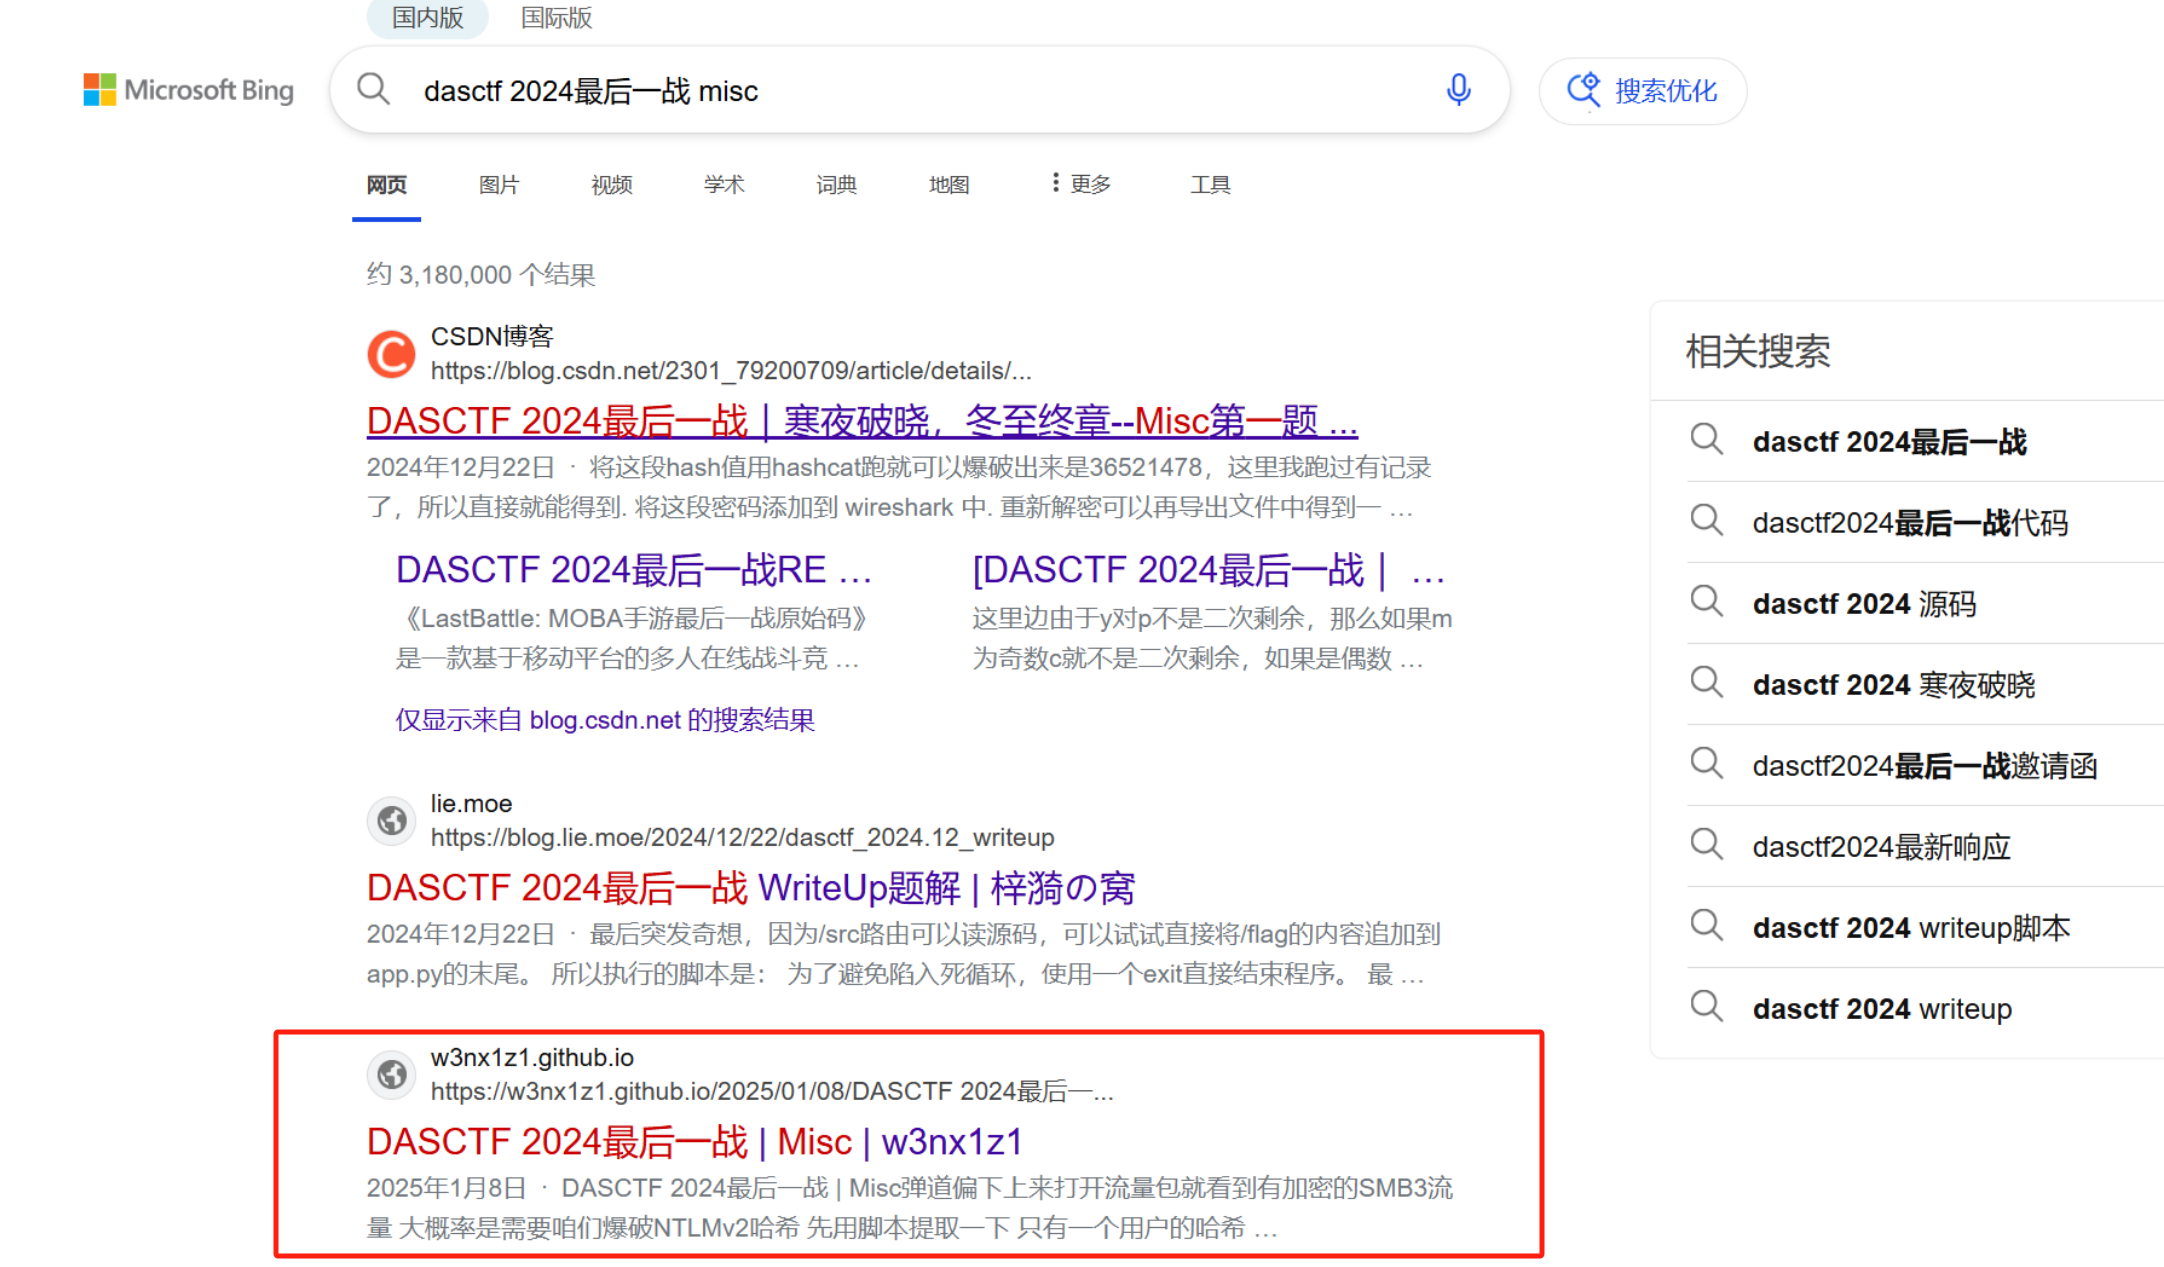 国内版 国际版
Microsoft Bing
dasctf 2024最后一战 misc
搜索优化
网页 图片 视频 学术 词典 地图 更多 工具
约 3,180,000 个结果
CSDN博客
https://blog.csdn.net/2301_79200709/article/details/...
DASCTF 2024最后一战｜寒夜破晓，冬至终章--Misc第一题 ...
2024年12月22日 · 将这段hash值用hashcat跑就可以爆破出来是36521478，这里我跑过有记录
了，所以直接就能得到. 将这段密码添加到 wireshark 中. 重新解密可以再导出文件中得到一 …
DASCTF 2024最后一战RE …
《LastBattle: MOBA手游最后一战原始码》
是一款基于移动平台的多人在线战斗竞 …
[DASCTF 2024最后一战｜ …
这里边由于y对p不是二次剩余，那么如果m
为奇数c就不是二次剩余，如果是偶数 …
仅显示来自 blog.csdn.net 的搜索结果
lie.moe
https://blog.lie.moe/2024/12/22/dasctf_2024.12_writeup
DASCTF 2024最后一战 WriteUp题解 | 梓漪の窝
2024年12月22日 · 最后突发奇想，因为/src路由可以读源码，可以试试直接将/flag的内容追加到
app.py的末尾。 所以执行的脚本是： 为了避免陷入死循环，使用一个exit直接结束程序。 最 …
w3nx1z1.github.io
https://w3nx1z1.github.io/2025/01/08/DASCTF 2024最后一...
DASCTF 2024最后一战 | Misc | w3nx1z1
2025年1月8日 · DASCTF 2024最后一战 | Misc弹道偏下上来打开流量包就看到有加密的SMB3流
量 大概率是需要咱们爆破NTLMv2哈希 先用脚本提取一下 只有一个用户的哈希 …
相关搜索
dasctf 2024最后一战
dasctf2024最后一战代码
dasctf 2024 源码
dasctf 2024 寒夜破晓
dasctf2024最后一战邀请函
dasctf2024最新响应
dasctf 2024 writeup脚本
dasctf 2024 writeup